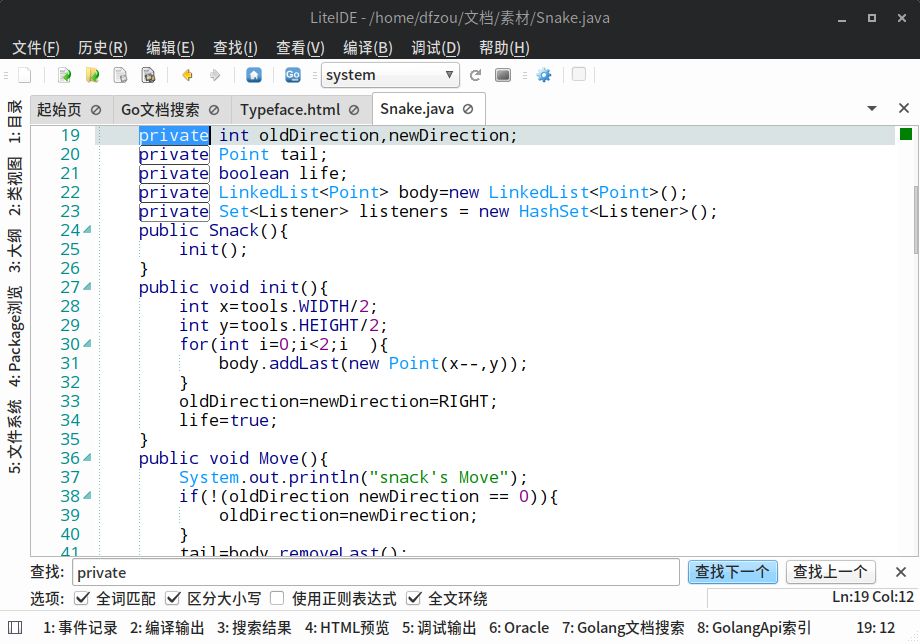 LiteIDE - /home/dfzou/文档/素材/Snake.java
文件(F) 历史(R) 编辑(E) 查找(I) 查看(V) 编译(B) 调试(D) 帮助(H)
Go system
起始页 Go文档搜索 Typeface.html Snake.java
1: 目录
2: 类视图
3: 大纲
4: Package浏览
5: 文件系统
19 private int oldDirection,newDirection;
20 private Point tail;
21 private boolean life;
22 private LinkedList<Point> body=new LinkedList<Point>();
23 private Set<Listener> listeners = new HashSet<Listener>();
24 public Snack(){
25 init();
26 }
27 public void init(){
28 int x=tools.WIDTH/2;
29 int y=tools.HEIGHT/2;
30 for(int i=0;i<2;i  ){
31 body.addLast(new Point(x--,y));
32 }
33 oldDirection=newDirection=RIGHT;
34 life=true;
35 }
36 public void Move(){
37 System.out.println("snack's Move");
38 if(!(oldDirection newDirection == 0)){
39 oldDirection=newDirection;
40 }
41 tail=body.removeLast();
查找: private 查找下一个 查找上一个
选项: 全词匹配 区分大小写 使用正则表达式 全文环绕 Ln:19 Col:12
1:事件记录 2:编译输出 3:搜索结果 4:HTML预览 5:调试输出 6:Oracle 7:Golang文档搜索 8:GolangApi索引 19: 12